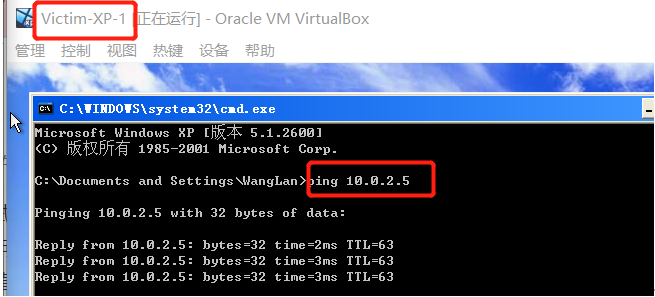 Victim-XP-1 [正在运行] - Oracle VM VirtualBox
管理 控制 视图 热键 设备 帮助
C:\WINDOWS\system32\cmd.exe
Microsoft Windows XP [版本 5.1.2600]
(C) 版权所有 1985-2001 Microsoft Corp.
C:\Documents and Settings\WangLan>ping 10.0.2.5
Pinging 10.0.2.5 with 32 bytes of data:
Reply from 10.0.2.5: bytes=32 time=2ms TTL=63
Reply from 10.0.2.5: bytes=32 time=3ms TTL=63
Reply from 10.0.2.5: bytes=32 time=3ms TTL=63